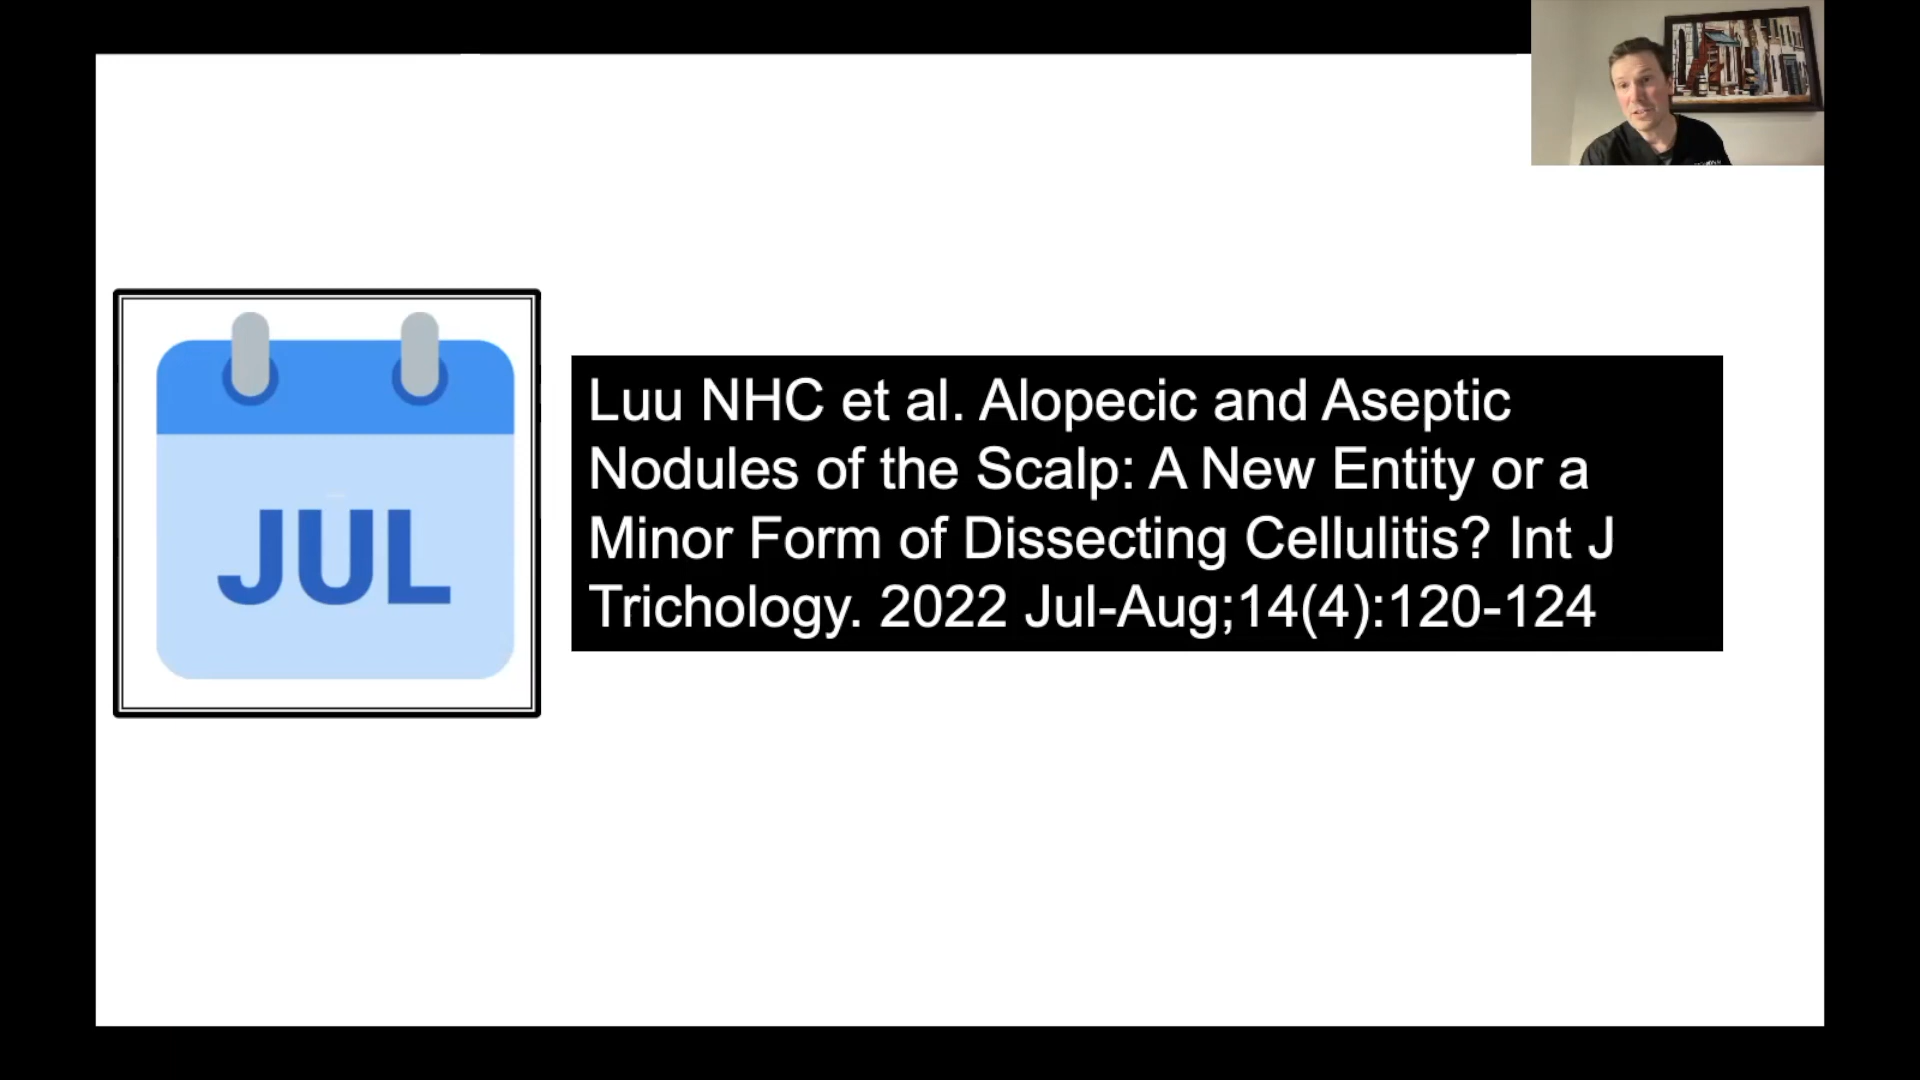 JUL
Luu NHC et al. Alopecic and Aseptic
Nodules of the Scalp: A New Entity or a
Minor Form of Dissecting Cellulitis? Int J
Trichology. 2022 Jul-Aug;14(4):120-124